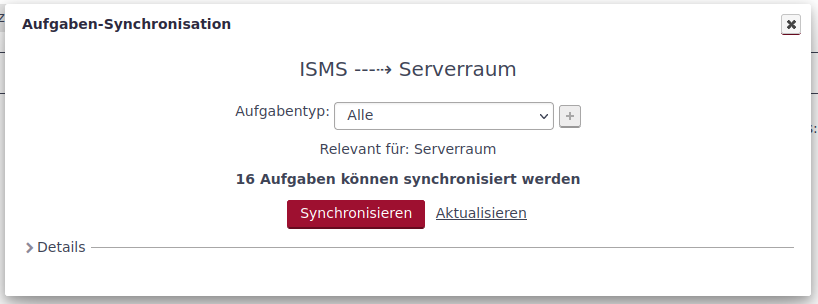 Aufgaben-Synchronisation
ISMS ---⇢ Serverraum
Aufgabentyp: Alle +
Relevant für: Serverraum
16 Aufgaben können synchronisiert werden
Synchronisieren Aktualisieren
Details